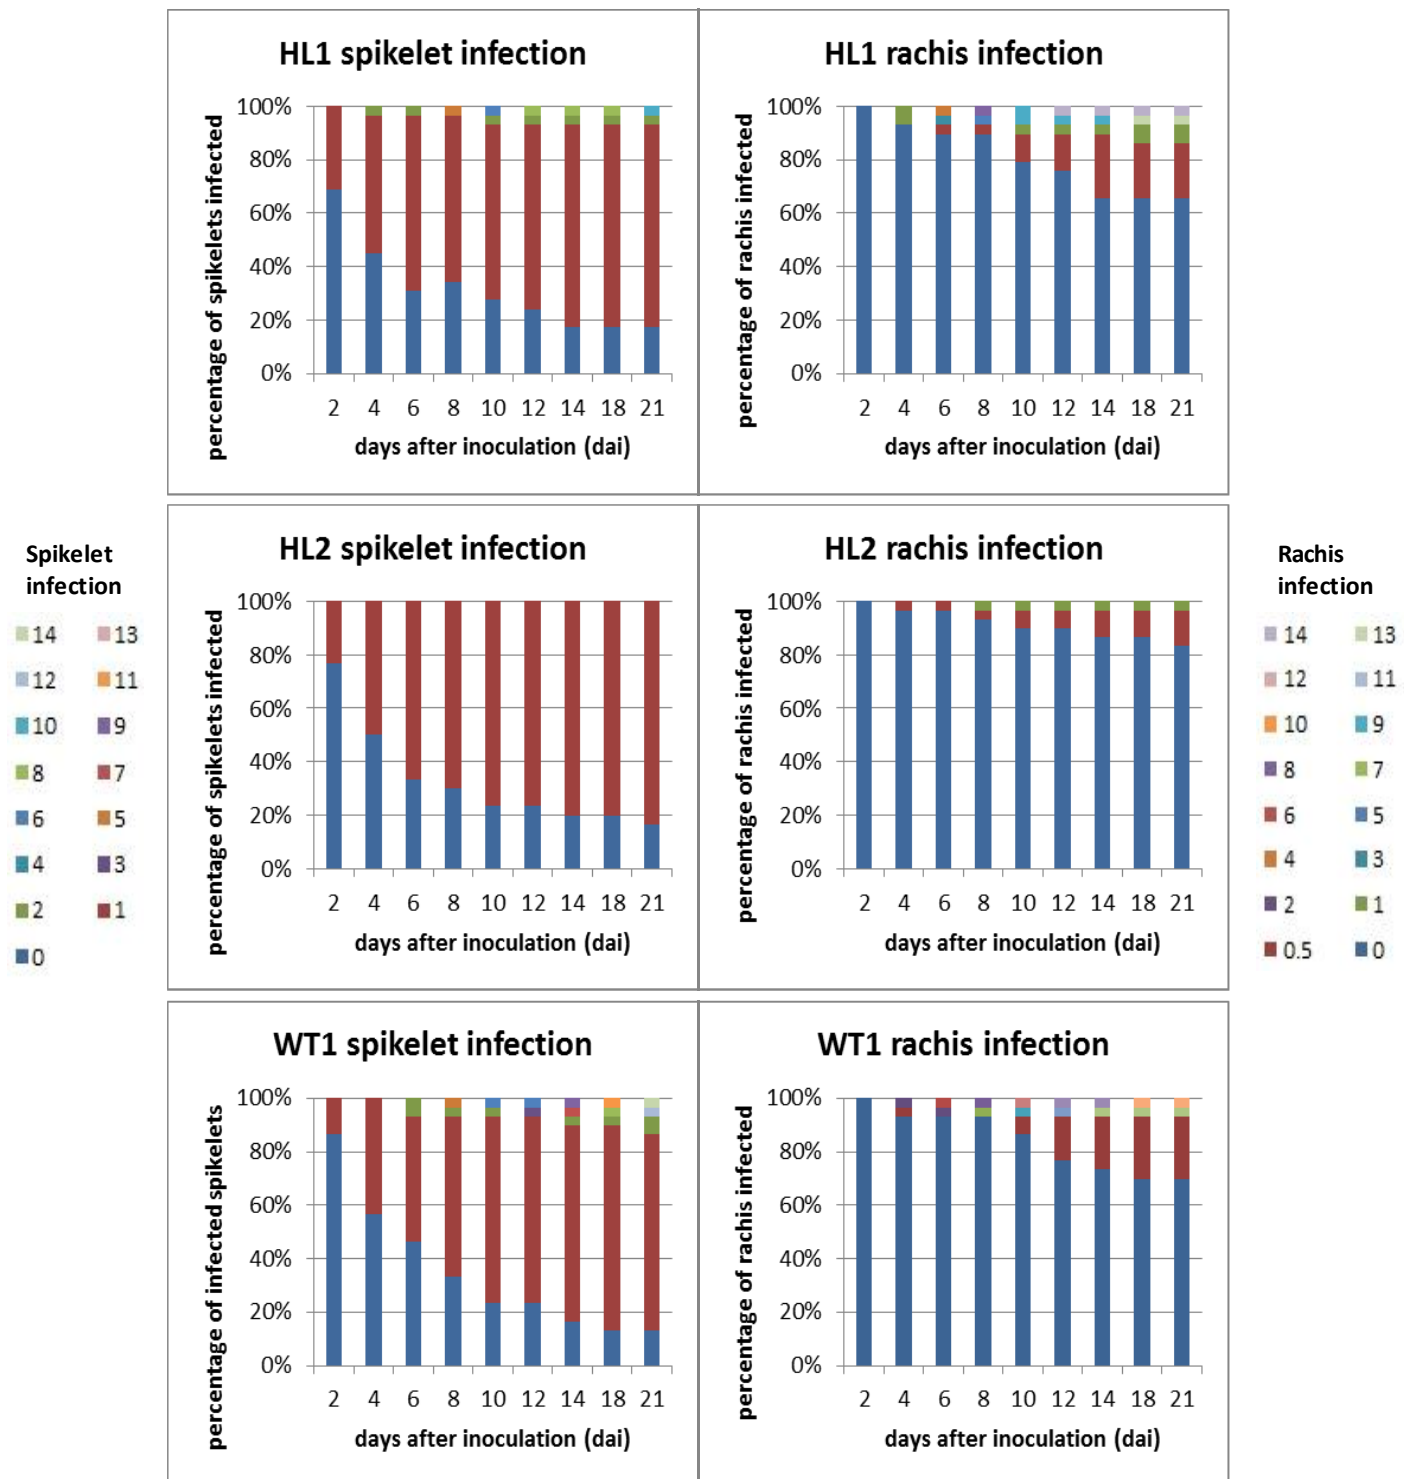 HL1 spikelet infection
percentage of spikelets infected
100%
80%
60%
40%
20%
0%
2 4 6 8 10 12 14 18 21
days after inoculation (dai)
HL1 rachis infection
percentage of rachis infected
100%
80%
60%
40%
20%
0%
2 4 6 8 10 12 14 18 21
days after inoculation (dai)
Spikelet
infection
14 13
12 11
10 9
8 7
6 5
4 3
2 1
0
HL2 spikelet infection
percentage of spikelets infected
100%
80%
60%
40%
20%
0%
2 4 6 8 10 12 14 18 21
days after inoculation (dai)
HL2 rachis infection
percentage of rachis infected
100%
80%
60%
40%
20%
0%
2 4 6 8 10 12 14 18 21
days after inoculation (dai)
Rachis
infection
14 13
12 11
10 9
8 7
6 5
4 3
2 1
0.5 0
WT1 spikelet infection
percentage of infected spikelets
100%
80%
60%
40%
20%
0%
2 4 6 8 10 12 14 18 21
days after inoculation (dai)
WT1 rachis infection
percentage of rachis infected
100%
80%
60%
40%
20%
0%
2 4 6 8 10 12 14 18 21
days after inoculation (dai)